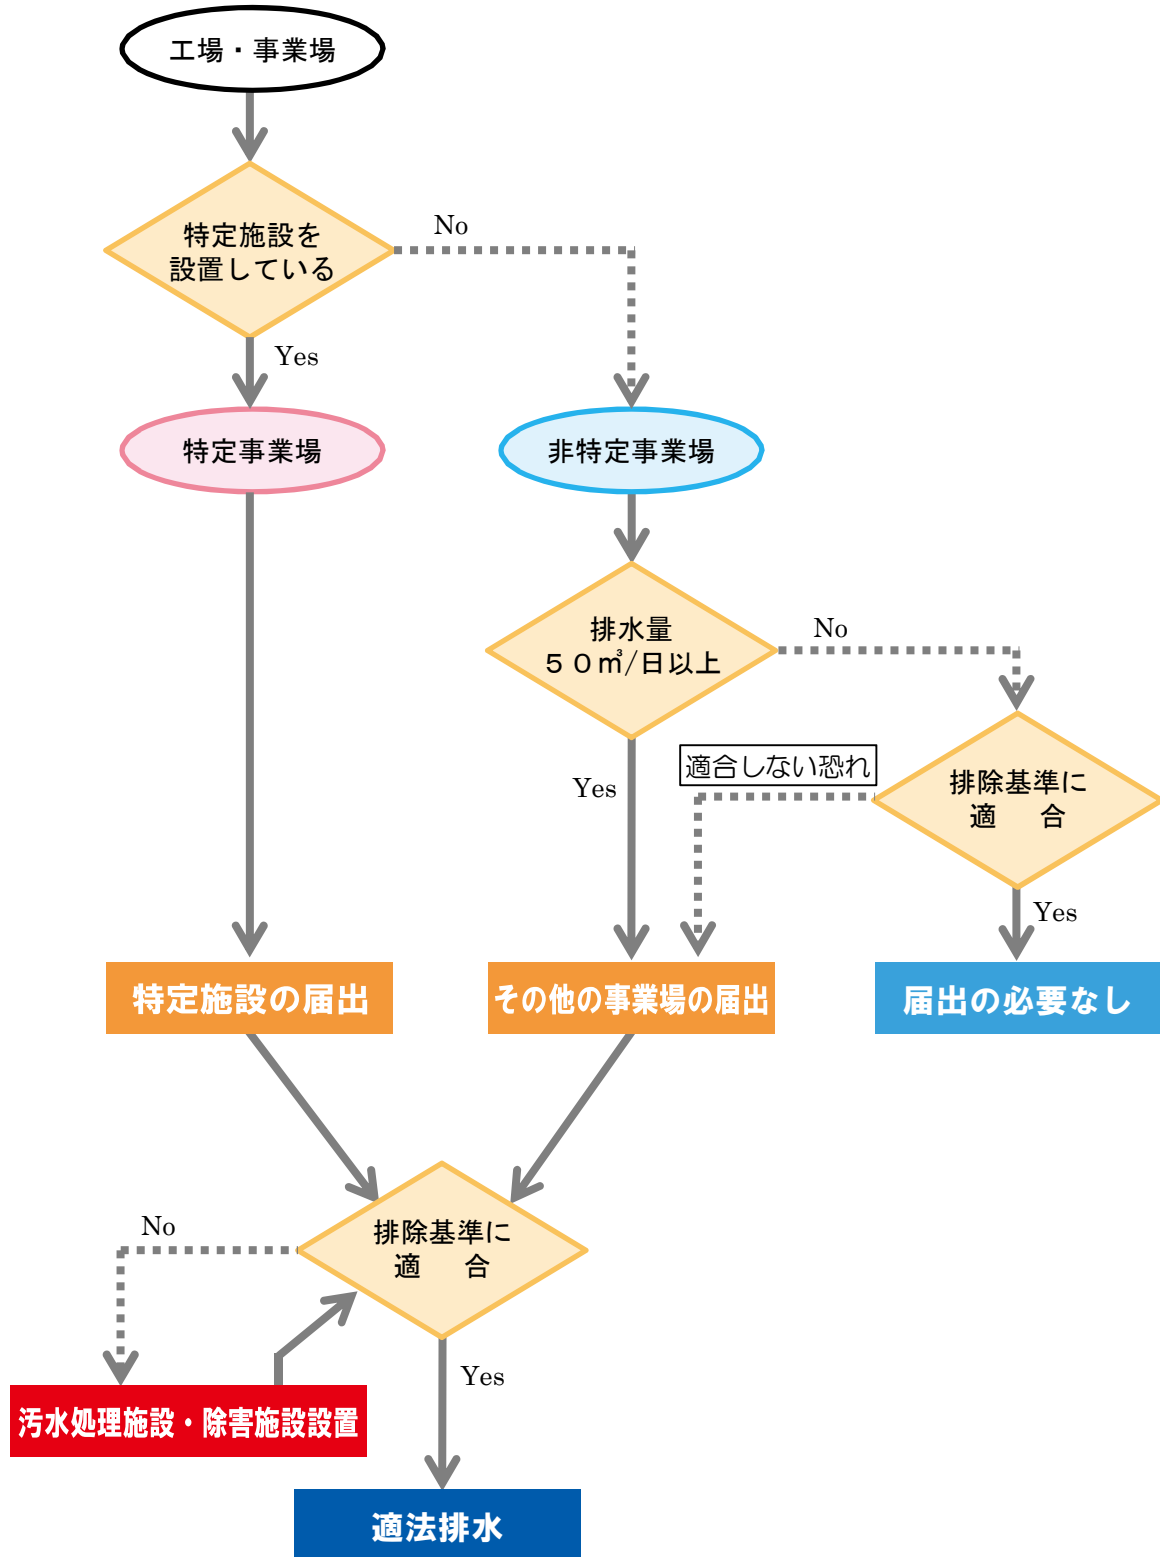 工場・事業場
特定施設を
設置している
No
Yes
特定事業場
非特定事業場
排水量
５０㎥/日以上
No
Yes
適合しない恐れ
排除基準に
適　合
Yes
特定施設の届出
その他の事業場の届出
届出の必要なし
排除基準に
適　合
No
Yes
汚水処理施設・除害施設設置
適法排水